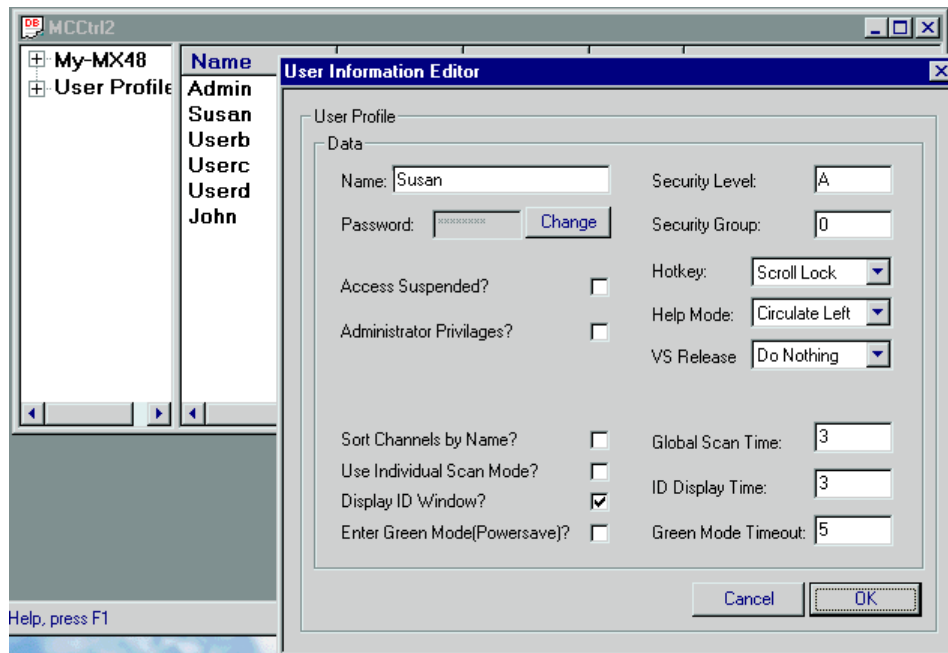 DB MCCtrl2
My-MX48
User Profile
Name
Admin
Susan
Userb
Userc
Userd
John
Help, press F1
User Information Editor
User Profile
Data
Name: Susan
Password: xxxxxxxx Change
Access Suspended?
Administrator Privilages?
Sort Channels by Name?
Use Individual Scan Mode?
Display ID Window?
Enter Green Mode(Powersave)?
Security Level: A
Security Group: 0
Hotkey: Scroll Lock
Help Mode: Circulate Left
VS Release Do Nothing
Global Scan Time: 3
ID Display Time: 3
Green Mode Timeout: 5
Cancel OK